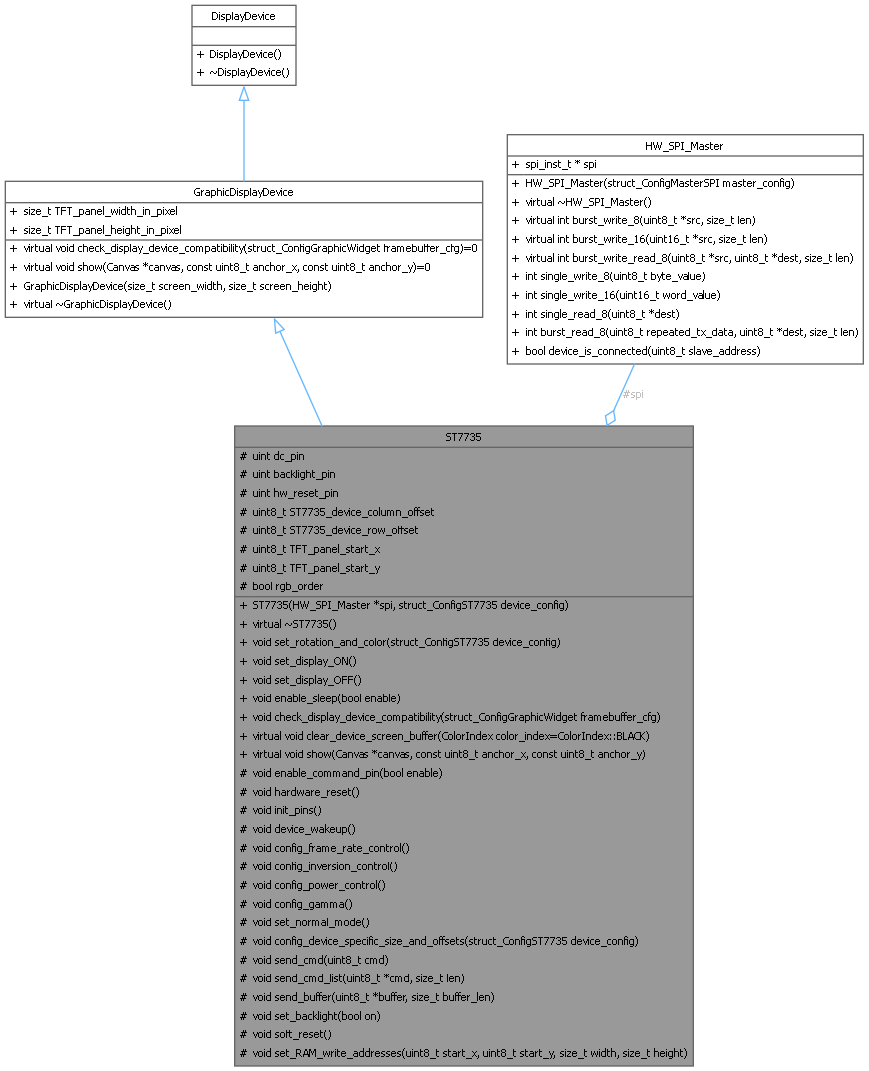 DisplayDevice
+ DisplayDevice()
+ ~DisplayDevice()
GraphicDisplayDevice
+ size_t TFT_panel_width_in_pixel
+ size_t TFT_panel_height_in_pixel
+ virtual void check_display_device_compatibility(struct_ConfigGraphicWidget framebuffer_cfg)=0
+ virtual void show(Canvas *canvas, const uint8_t anchor_x, const uint8_t anchor_y)=0
+ GraphicDisplayDevice(size_t screen_width, size_t screen_height)
+ virtual ~GraphicDisplayDevice()
HW_SPI_Master
+ spi_inst_t * spi
+ HW_SPI_Master(struct_ConfigMasterSPI master_config)
+ virtual ~HW_SPI_Master()
+ virtual int burst_write_8(uint8_t *src, size_t len)
+ virtual int burst_write_16(uint16_t *src, size_t len)
+ virtual int burst_write_read_8(uint8_t *src, uint8_t *dest, size_t len)
+ int single_write_8(uint8_t byte_value)
+ int single_write_16(uint16_t word_value)
+ int single_read_8(uint8_t *dest)
+ int burst_read_8(uint8_t repeated_tx_data, uint8_t *dest, size_t len)
+ bool device_is_connected(uint8_t slave_address)
#spi
ST7735
# uint dc_pin
# uint backlight_pin
# uint hw_reset_pin
# uint8_t ST7735_device_column_offset
# uint8_t ST7735_device_row_offset
# uint8_t TFT_panel_start_x
# uint8_t TFT_panel_start_y
# bool rgb_order
+ ST7735(HW_SPI_Master *spi, struct_ConfigST7735 device_config)
+ virtual ~ST7735()
+ void set_rotation_and_color(struct_ConfigST7735 device_config)
+ void set_display_ON()
+ void set_display_OFF()
+ void enable_sleep(bool enable)
+ void check_display_device_compatibility(struct_ConfigGraphicWidget framebuffer_cfg)
+ virtual void clear_device_screen_buffer(ColorIndex color_index=ColorIndex::BLACK)
+ virtual void show(Canvas *canvas, const uint8_t anchor_x, const uint8_t anchor_y)
# void enable_command_pin(bool enable)
# void hardware_reset()
# void init_pins()
# void device_wakeup()
# void config_frame_rate_control()
# void config_inversion_control()
# void config_power_control()
# void config_gamma()
# void set_normal_mode()
# void config_device_specific_size_and_offsets(struct_ConfigST7735 device_config)
# void send_cmd(uint8_t cmd)
# void send_cmd_list(uint8_t *cmd, size_t len)
# void send_buffer(uint8_t *buffer, size_t buffer_len)
# void set_backlight(bool on)
# void soft_reset()
# void set_RAM_write_addresses(uint8_t start_x, uint8_t start_y, size_t width, size_t height)